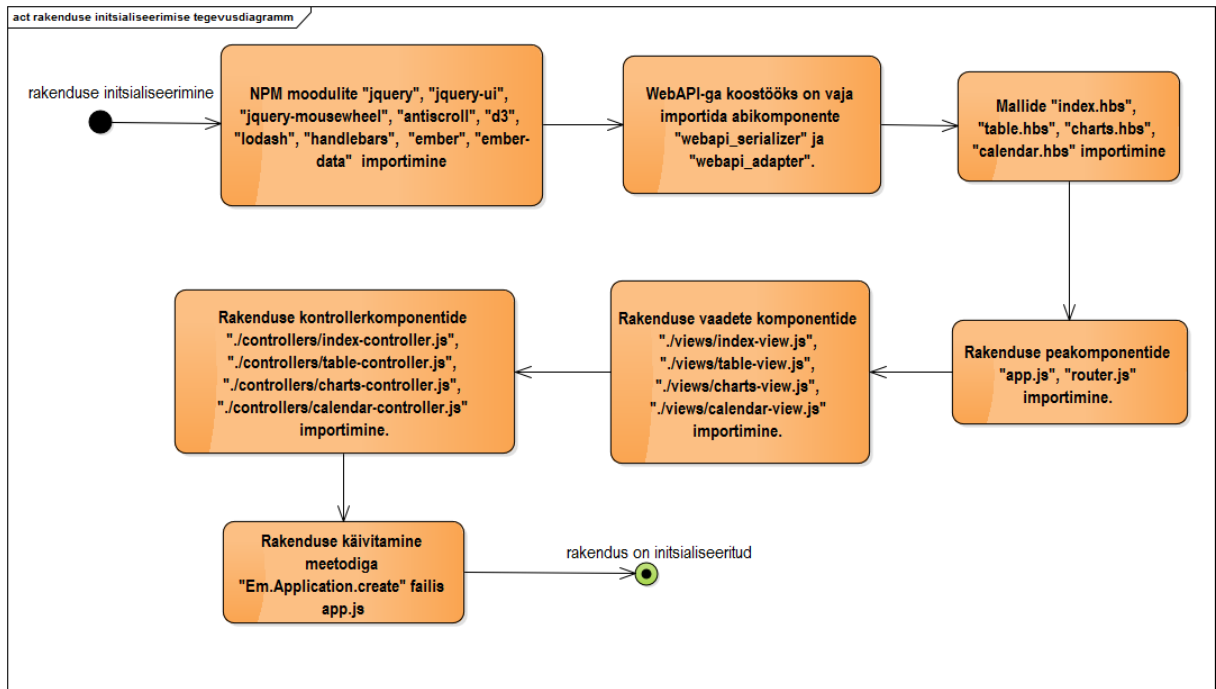 act rakenduse initsialiseerimise tegevusdiagramm
rakenduse initsialiseerimine
NPM moodulite "jquery", "jquery-ui",
"jquery-mousewheel", "antiscroll", "d3",
"lodash", "handlebars", "ember", "ember-
data" importimine
WebAPI-ga koostööks on vaja
importida abikomponente
"webapi_serializer" ja
"webapi_adapter".
Mallide "index.hbs",
"table.hbs", "charts.hbs",
"calendar.hbs" importimine
Rakenduse peakomponentide
"app.js", "router.js"
importimine.
Rakenduse vaadete komponentide
"./views/index-view.js",
"./views/table-view.js",
"./views/charts-view.js",
"./views/calendar-view.js"
importimine.
Rakenduse kontrollerkomponentide
"./controllers/index-controller.js",
"./controllers/table-controller.js",
"./controllers/charts-controller.js",
"./controllers/calendar-controller.js"
importimine.
Rakenduse käivitamine
meetodiga
"Em.Application.create" failis
app.js
rakendus on initsialiseeritud